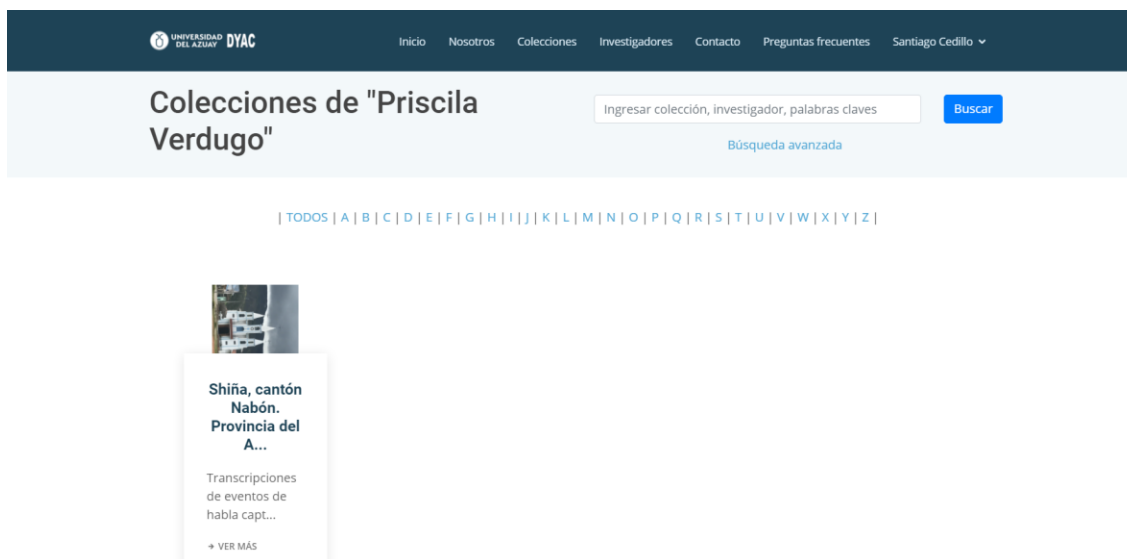 UNIVERSIDAD
DEL AZUAY DYAC
Inicio Nosotros Colecciones Investigadores Contacto Preguntas frecuentes Santiago Cedillo
Colecciones de "Priscila
Verdugo"
Ingresar colección, investigador, palabras claves
Buscar
Búsqueda avanzada
| TODOS | A | B | C | D | E | F | G | H | I | J | K | L | M | N | O | P | Q | R | S | T | U | V | W | X | Y | Z |
Shiña, cantón
Nabón.
Provincia del
A...
Transcripciones
de eventos de
habla capt...
→ VER MÁS